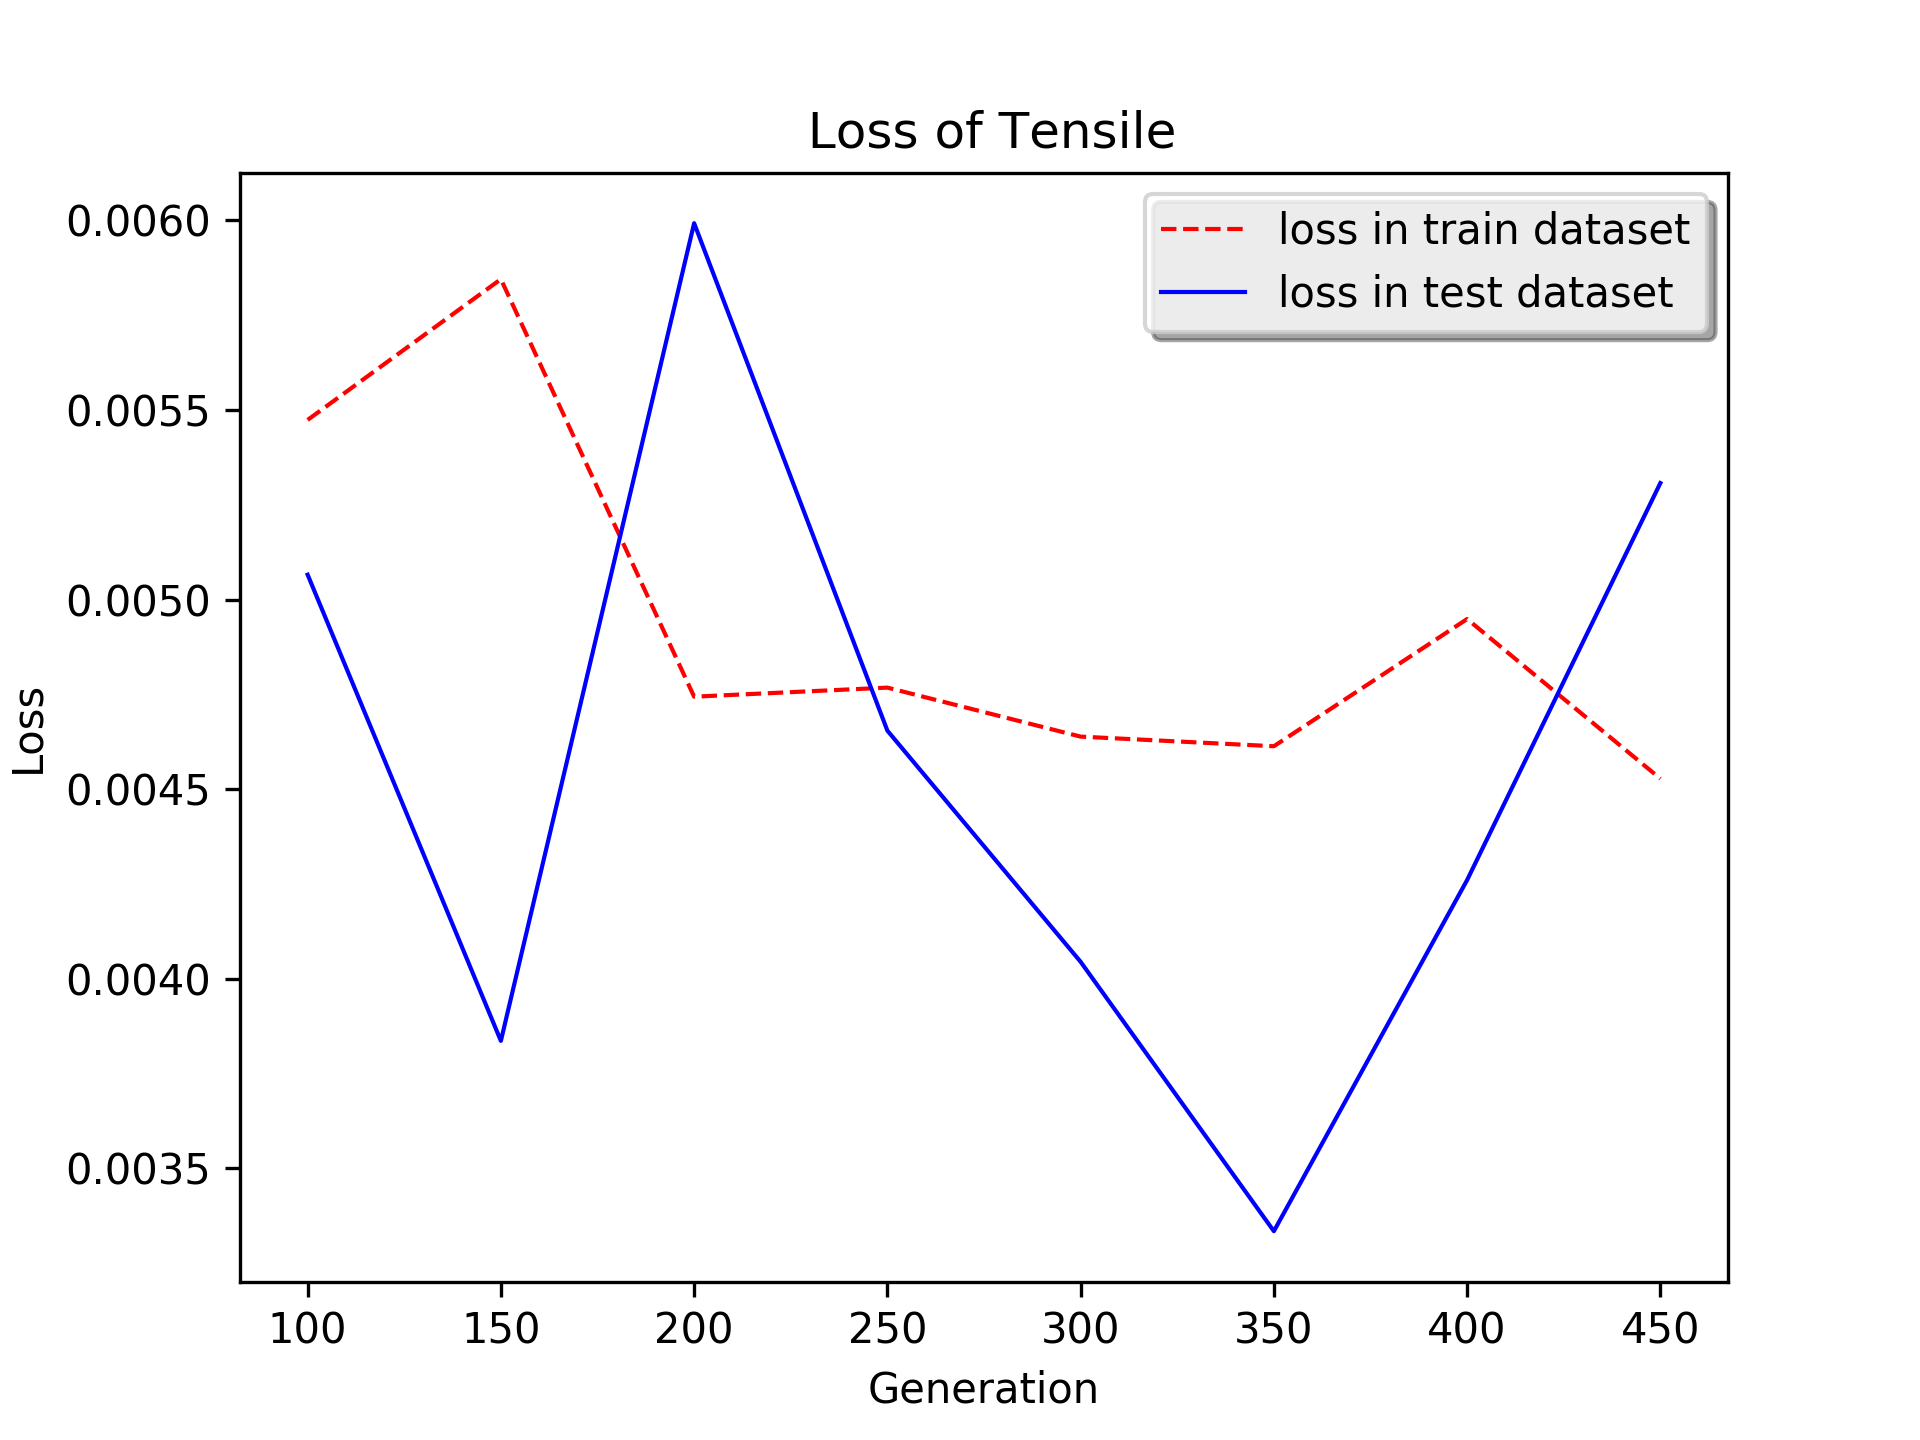 Loss of Tensile
loss in train dataset
loss in test dataset
0.0060
0.0055
0.0050
0.0045
0.0040
0.0035
Loss
100 150 200 250 300 350 400 450
Generation